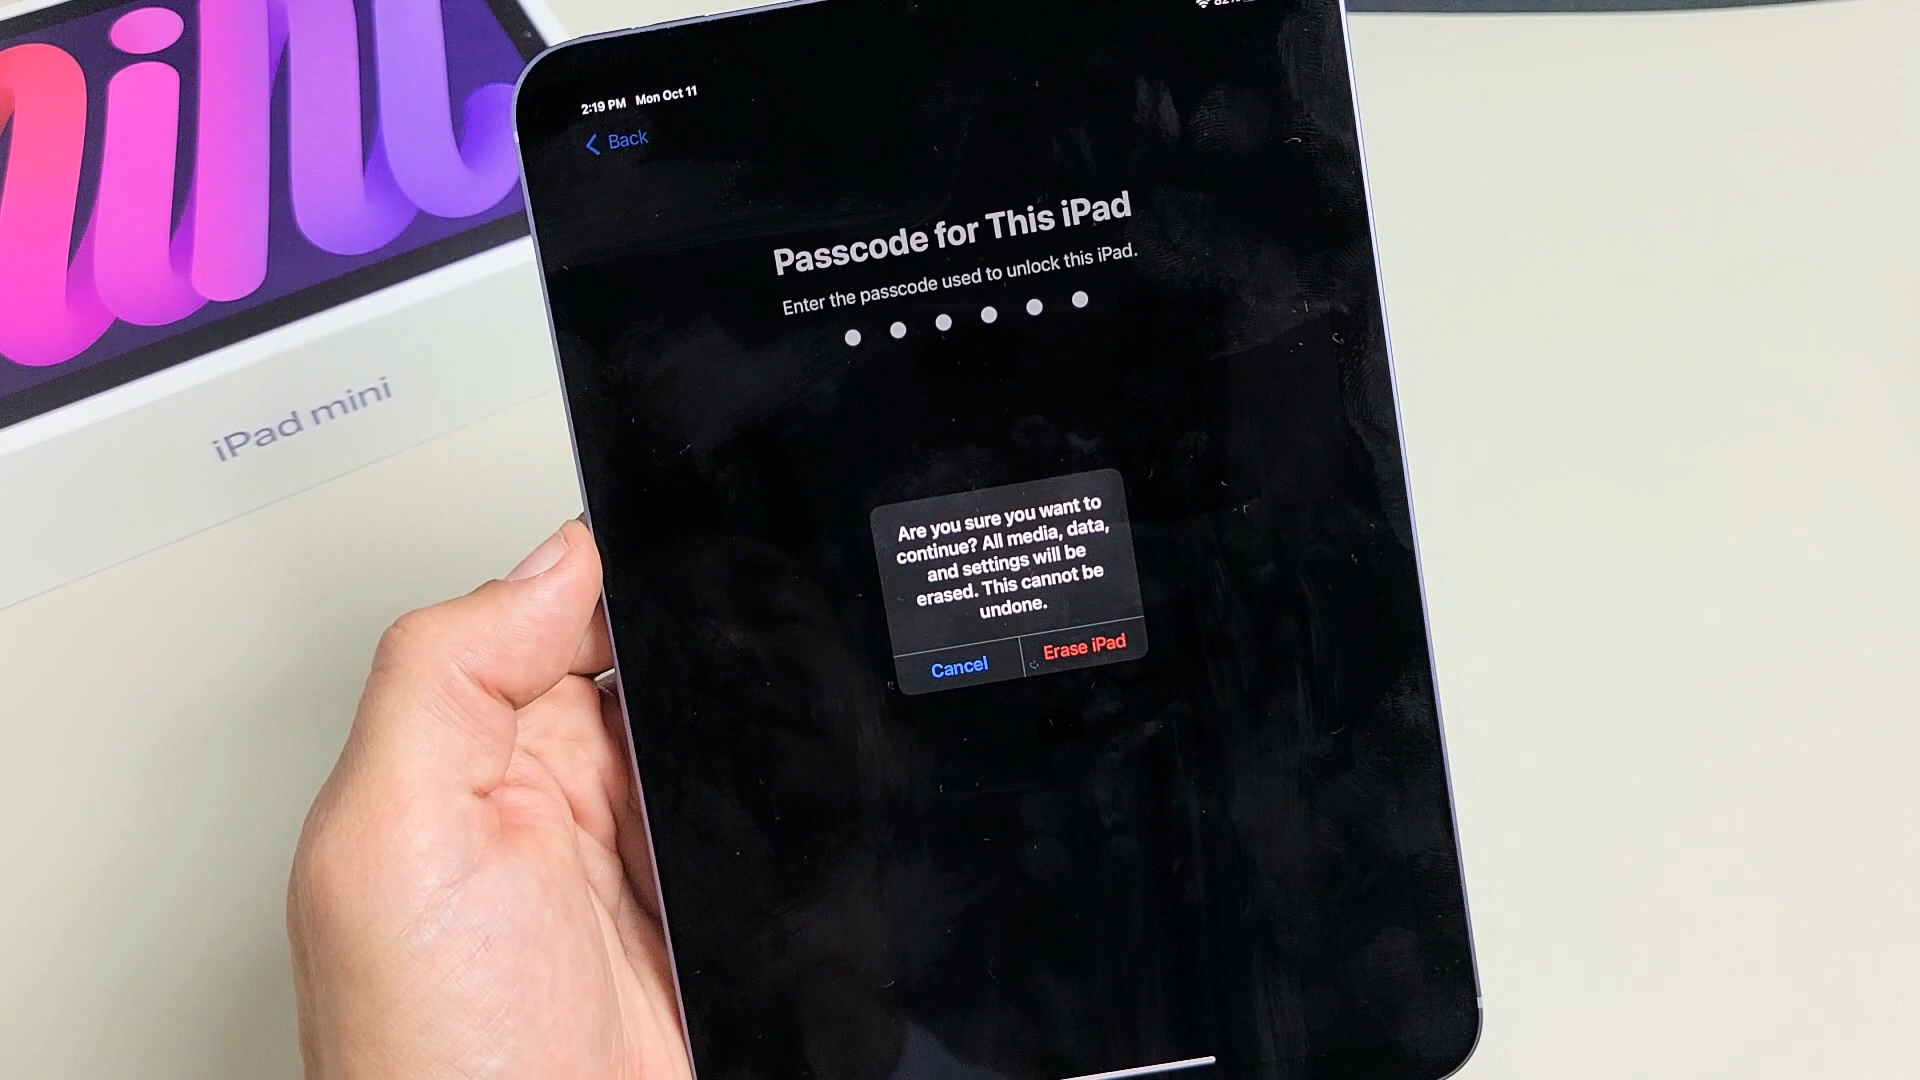 mini
iPad mini
2:19 PM Mon Oct 11
Back
Passcode for This iPad
Enter the passcode used to unlock this iPad.
Are you sure you want to
continue? All media, data,
and settings will be
erased. This cannot be
undone.
Cancel
Erase iPad